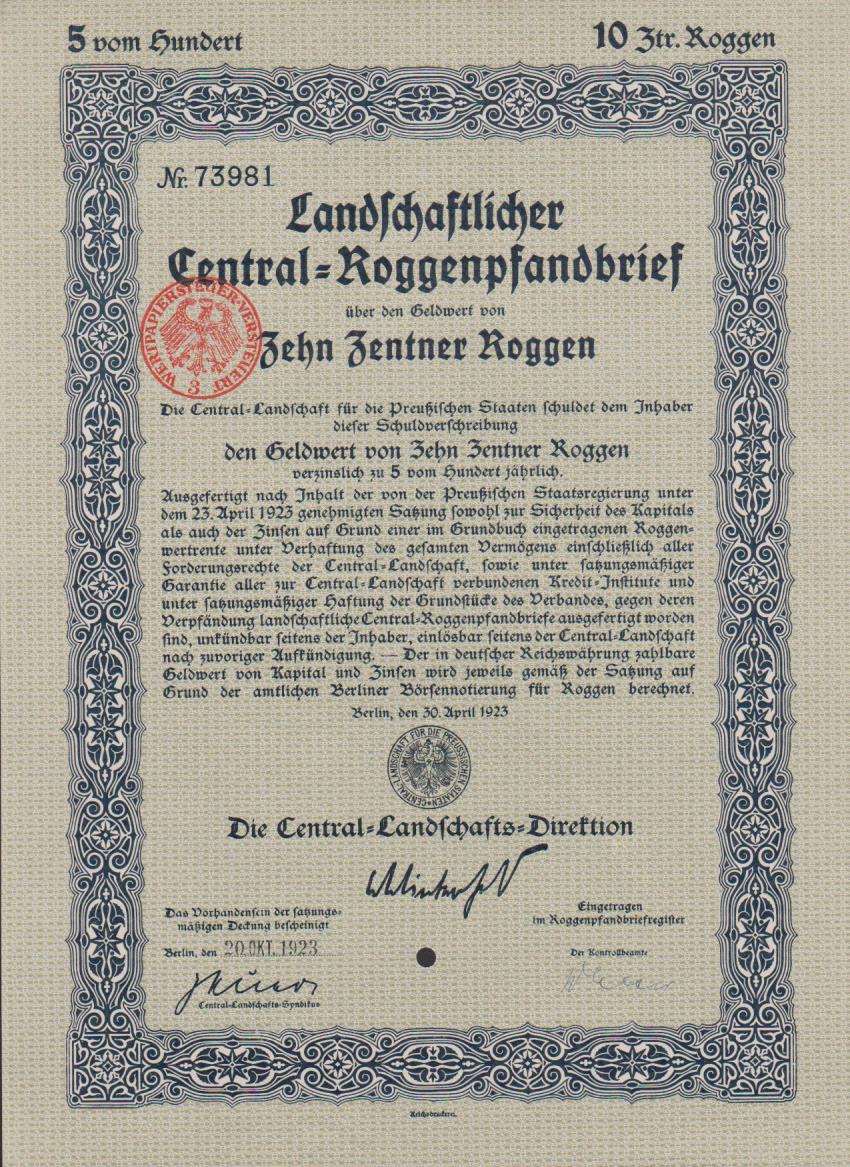 5 vom Hundert
10 Ztr. Roggen
Nr. 73981
Landschaftlicher
Central=Roggenpfandbrief
über den Geldwert von
Zehn Zentner Roggen
WERTPAPIERSTEUER-VERSTEUERT
3
Die Central=Landschaft für die Preußischen Staaten schuldet dem Inhaber
dieser Schuldverschreibung
den Geldwert von Zehn Zentner Roggen
verzinslich zu 5 vom Hundert jährlich.
Ausgefertigt nach Inhalt der von der Preußischen Staatsregierung unter
dem 23. April 1923 genehmigten Satzung sowohl zur Sicherheit des Kapitals
als auch der Zinsen auf Grund einer im Grundbuch eingetragenen Roggen=
wertrente unter Verhaftung des gesamten Vermögens einschließlich aller
Forderungsrechte der Central=Landschaft, sowie unter satzungsmäßiger
Garantie aller zur Central=Landschaft verbundenen Kredit=Institute und
unter satzungsmäßiger Haftung der Grundstücke des Verbandes, gegen deren
Verpfändung landschaftliche Central=Roggenpfandbriefe ausgefertigt worden
sind, unkündbar seitens der Inhaber, einlösbar seitens der Central=Landschaft
nach zuvoriger Aufkündigung. — Der in deutscher Reichswährung zahlbare
Geldwert von Kapital und Zinsen wird jeweils gemäß der Satzung auf
Grund der amtlichen Berliner Börsennotierung für Roggen berechnet.
Berlin, den 30. April 1923
CENTRAL-LANDSCHAFT FÜR DIE PREUSSISCHEN STAATEN
Die Central=Landschafts=Direktion
Das Vorhandensein der satzungs=
mäßigen Deckung bescheinigt
Berlin, den 20.OKT.1923
Central=Landschafts=Syndikus
Eingetragen
im Roggenpfandbriefregister
Der Kontrollbeamte
Reichsdruckerei.